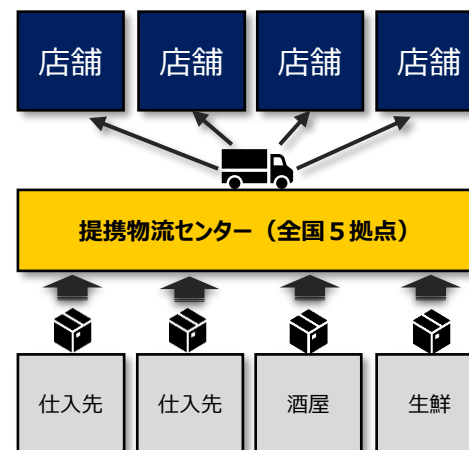 店舗
店舗
店舗
店舗
提携物流センター（全国５拠点）
仕入先
仕入先
酒屋
生鮮